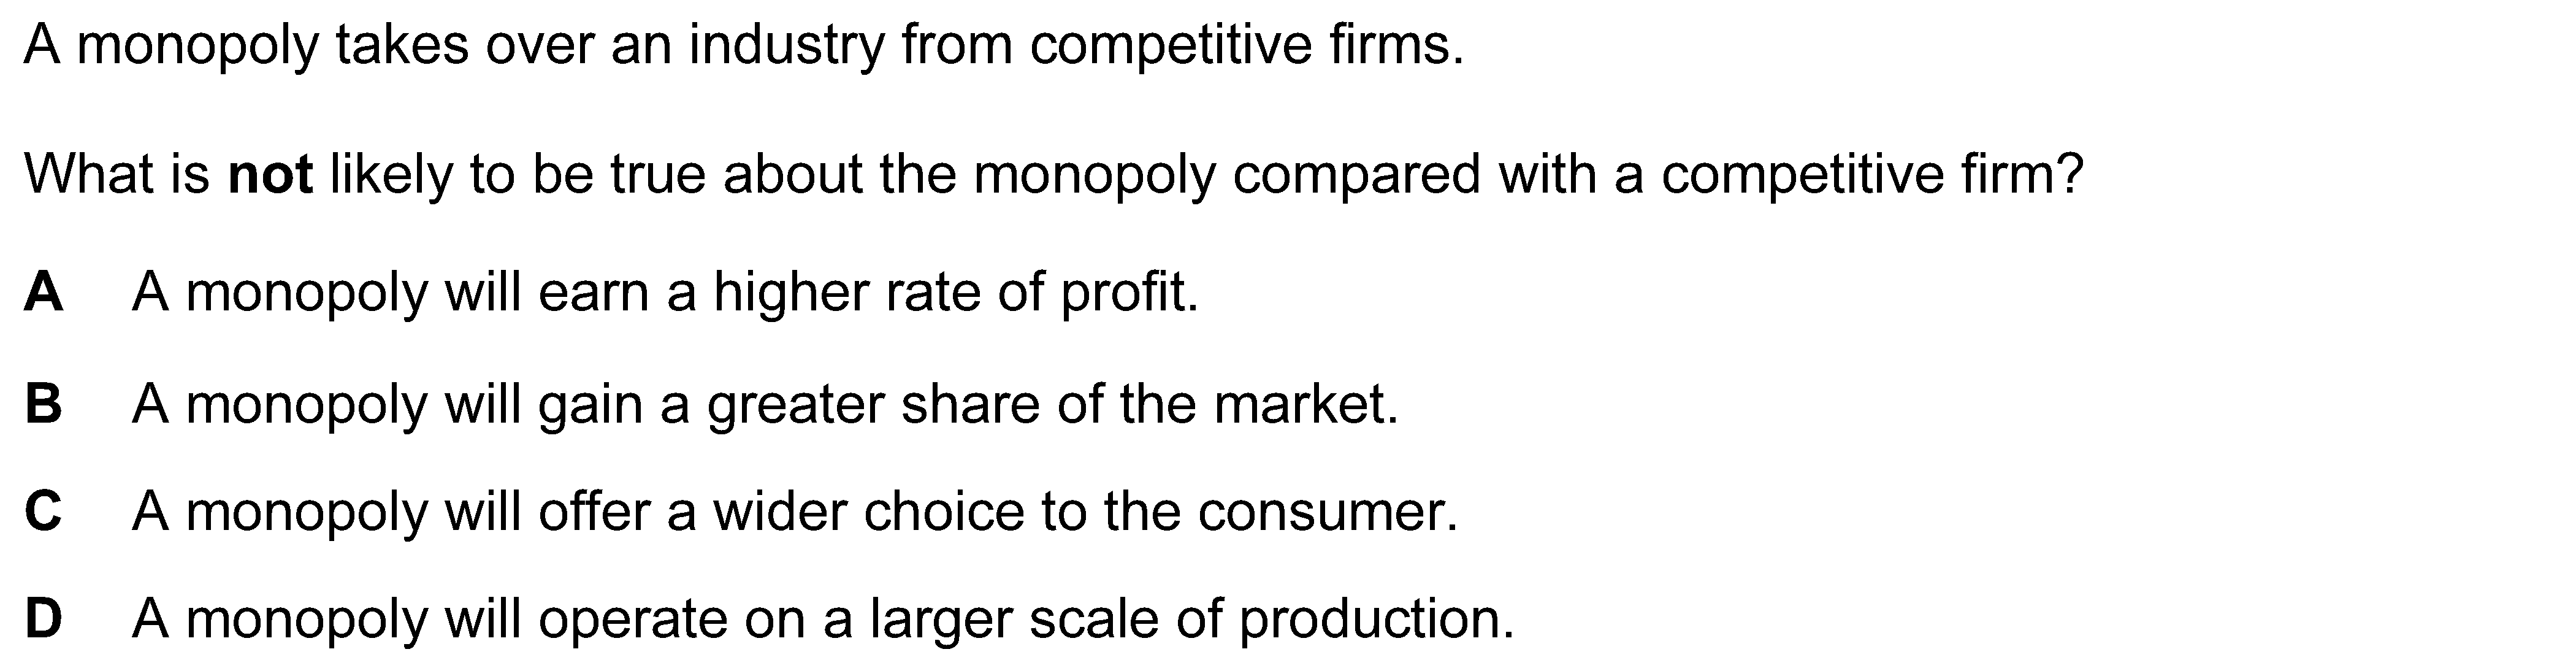 A monopoly takes over an industry from competitive firms.
What is not likely to be true about the monopoly compared with a competitive firm?
A A monopoly will earn a higher rate of profit.
B A monopoly will gain a greater share of the market.
C A monopoly will offer a wider choice to the consumer.
D A monopoly will operate on a larger scale of production.